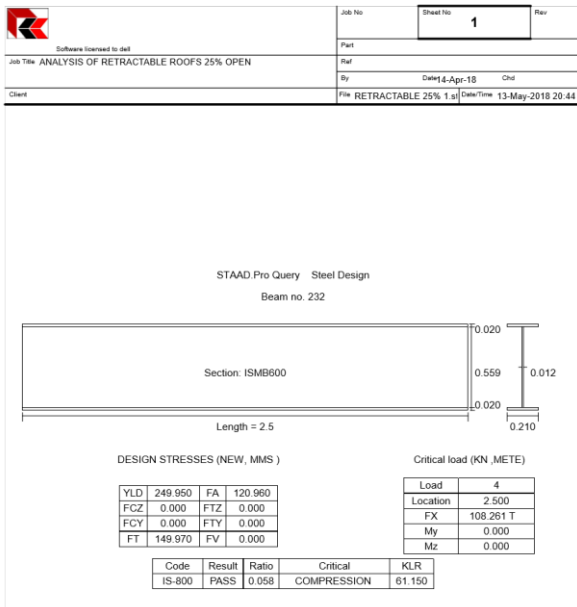 Job No
Sheet No
1
Rev
Software licensed to dell
Part
Job Title ANALYSIS OF RETRACTABLE ROOFS 25% OPEN
Ref
By
Date14-Apr-18
Chd
Client
File RETRACTABLE 25% 1.st
Date/Time 13-May-2018 20:44
STAAD.Pro Query Steel Design
Beam no. 232
0.020
Section: ISMB600
0.559
0.012
0.020
Length = 2.5
0.210
DESIGN STRESSES (NEW, MMS )
Critical load (KN ,METE)
YLD 249.950 FA 120.960
FCZ 0.000 FTZ 0.000
FCY 0.000 FTY 0.000
FT 149.970 FV 0.000
Load 4
Location 2.500
FX 108.261 T
My 0.000
Mz 0.000
Code Result Ratio Critical KLR
IS-800 PASS 0.058 COMPRESSION 61.150